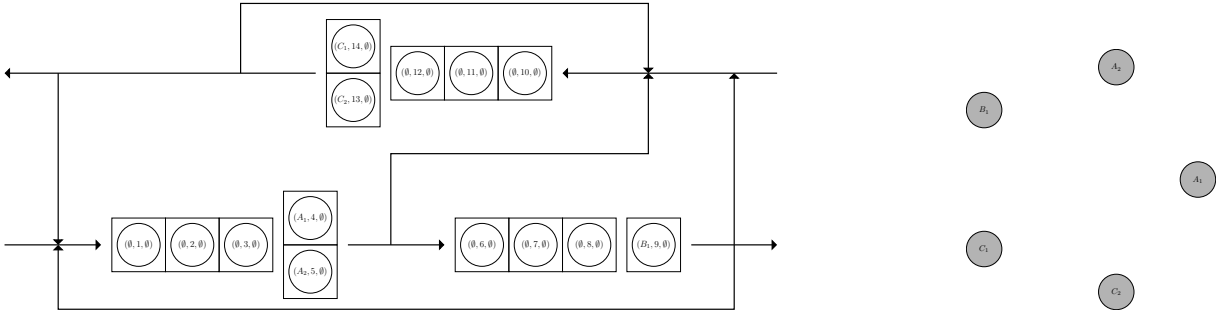 (C₁, 14, ∅)
(∅, 12, ∅) (∅, 11, ∅) (∅, 10, ∅)
(C₂, 13, ∅)
(A₁, 4, ∅)
(∅, 1, ∅) (∅, 2, ∅) (∅, 3, ∅)
(A₂, 5, ∅)
(∅, 6, ∅) (∅, 7, ∅) (∅, 8, ∅) (B₁, 9, ∅)
A₂
B₁
A₁
C₁
C₂